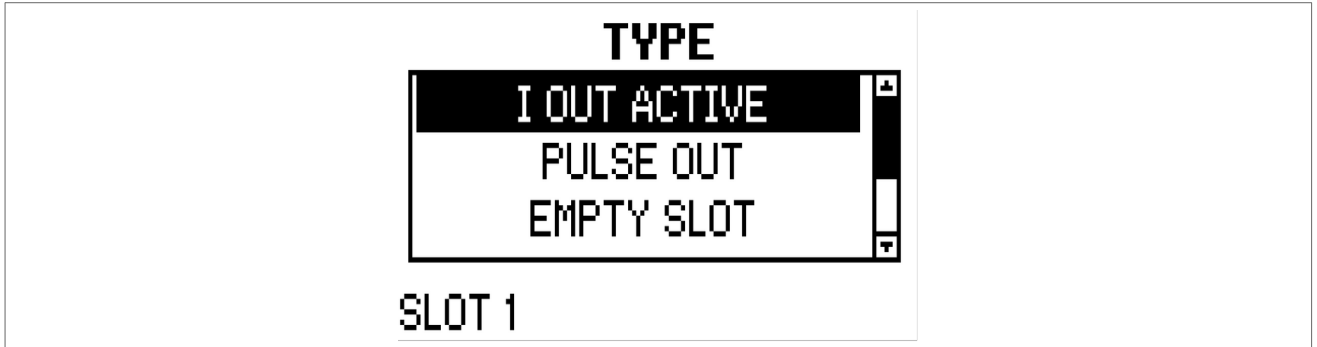 TYPE
I OUT ACTIVE
PULSE OUT
EMPTY SLOT
SLOT 1